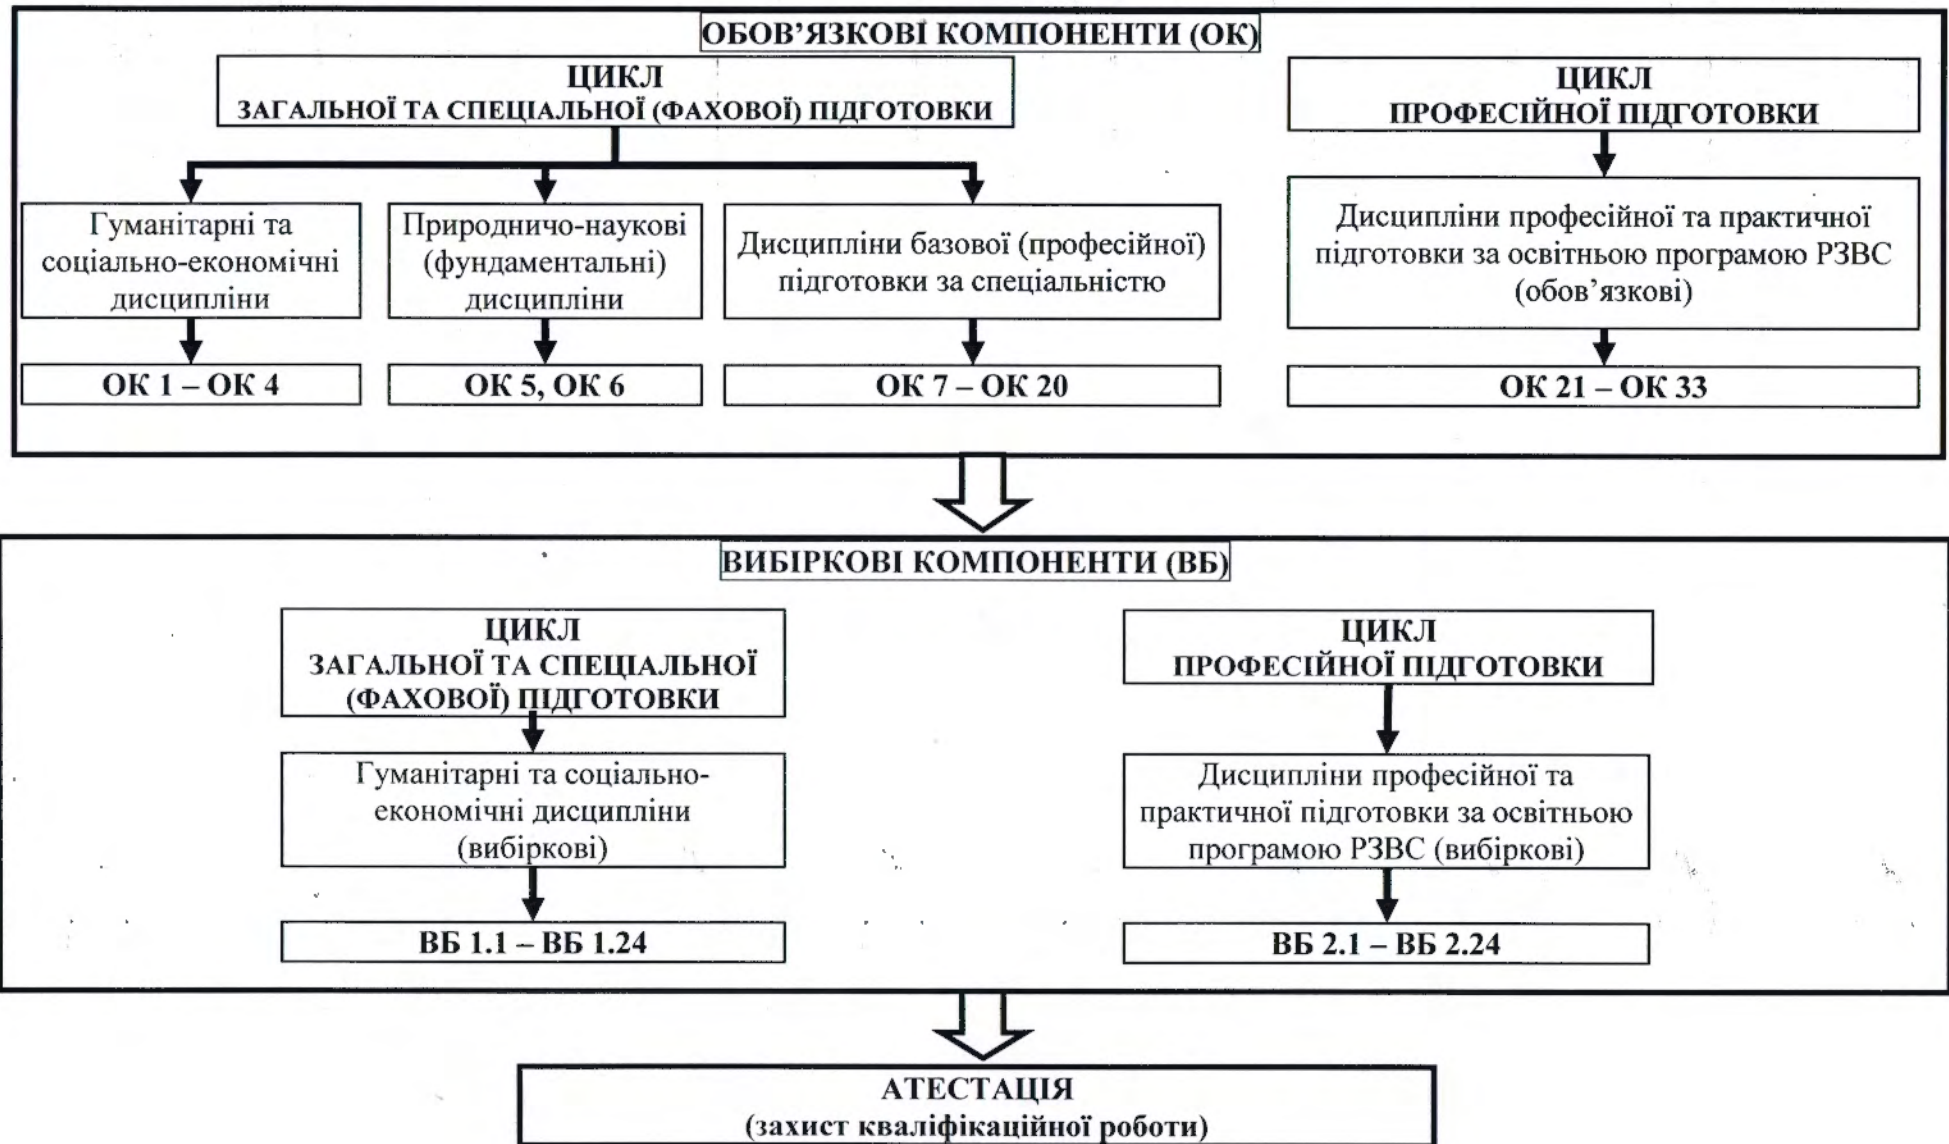 ОБОВ’ЯЗКОВІ КОМПОНЕНТИ (ОК)
ЦИКЛ
ЗАГАЛЬНОЇ ТА СПЕЦІАЛЬНОЇ (ФАХОВОЇ) ПІДГОТОВКИ
ЦИКЛ
ПРОФЕСІЙНОЇ ПІДГОТОВКИ
Гуманітарні та
соціально-економічні
дисципліни
Природничо-наукові
(фундаментальні)
дисципліни
Дисципліни базової (професійної)
підготовки за спеціальністю
Дисципліни професійної та практичної
підготовки за освітньою програмою РЗВС
(обов’язкові)
ОК 1 – ОК 4
ОК 5, ОК 6
ОК 7 – ОК 20
ОК 21 – ОК 33
ВИБІРКОВІ КОМПОНЕНТИ (ВБ)
ЦИКЛ
ЗАГАЛЬНОЇ ТА СПЕЦІАЛЬНОЇ
(ФАХОВОЇ) ПІДГОТОВКИ
ЦИКЛ
ПРОФЕСІЙНОЇ ПІДГОТОВКИ
Гуманітарні та соціально-
економічні дисципліни
(вибіркові)
Дисципліни професійної та
практичної підготовки за освітньою
програмою РЗВС (вибіркові)
ВБ 1.1 – ВБ 1.24
ВБ 2.1 – ВБ 2.24
АТЕСТАЦІЯ
(захист кваліфікаційної роботи)